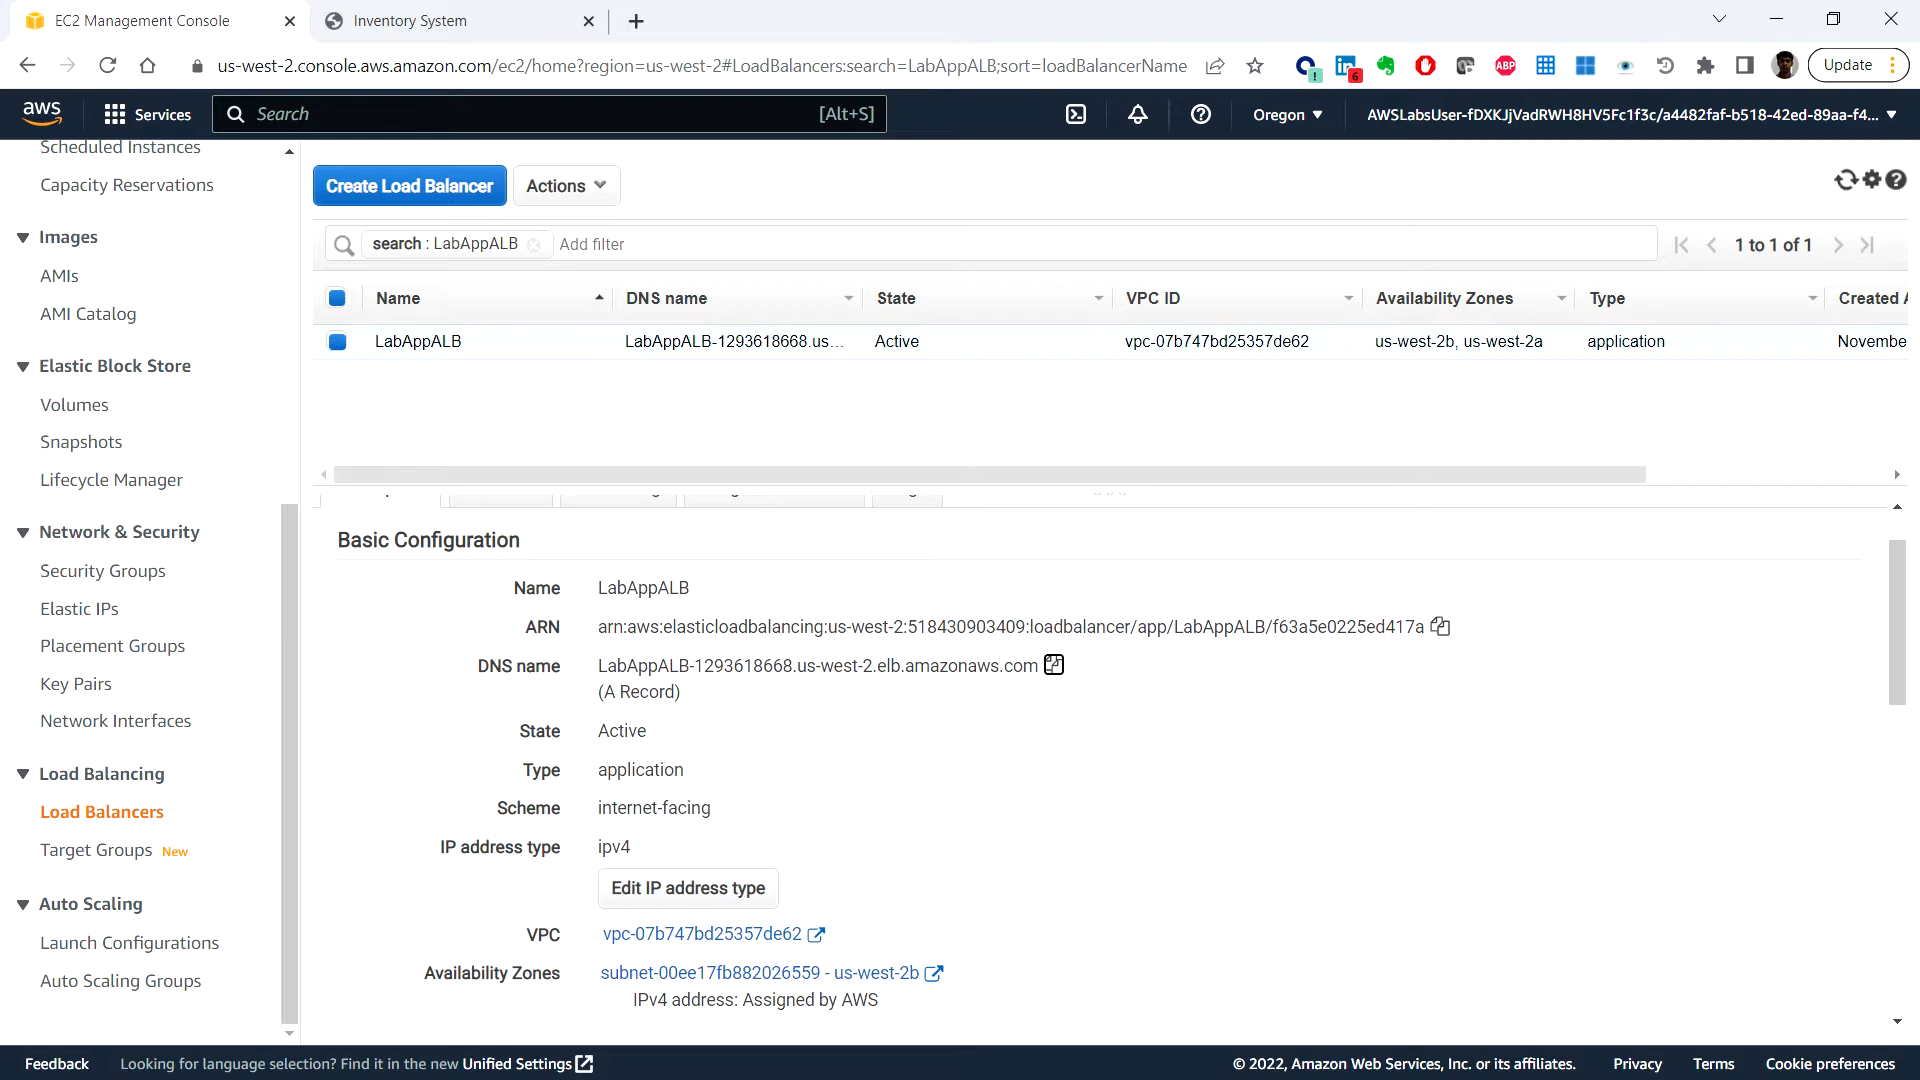 EC2 Management Console
Inventory System
us-west-2.console.aws.amazon.com/ec2/home?region=us-west-2#LoadBalancers:search=LabAppALB;sort=loadBalancerName
6
ABP
Update
aws
Services
Search
[Alt+S]
Oregon
AWSLabsUser-fDXKJjVadRWH8HV5Fc1f3c/a4482faf-b518-42ed-89aa-f4...
Scheduled Instances
Capacity Reservations
Images
AMIs
AMI Catalog
Elastic Block Store
Volumes
Snapshots
Lifecycle Manager
Network & Security
Security Groups
Elastic IPs
Placement Groups
Key Pairs
Network Interfaces
Load Balancing
Load Balancers
Target Groups New
Auto Scaling
Launch Configurations
Auto Scaling Groups
Create Load Balancer
Actions
search : LabAppALB
Add filter
1 to 1 of 1
Name DNS name State VPC ID Availability Zones Type Created A
LabAppALB LabAppALB-1293618668.us... Active vpc-07b747bd25357de62 us-west-2b, us-west-2a application Novembe
Basic Configuration
Name LabAppALB
ARN arn:aws:elasticloadbalancing:us-west-2:518430903409:loadbalancer/app/LabAppALB/f63a5e0225ed417a
DNS name LabAppALB-1293618668.us-west-2.elb.amazonaws.com
(A Record)
State Active
Type application
Scheme internet-facing
IP address type ipv4
Edit IP address type
VPC vpc-07b747bd25357de62
Availability Zones subnet-00ee17fb882026559 - us-west-2b
IPv4 address: Assigned by AWS
Feedback
Looking for language selection? Find it in the new Unified Settings
© 2022, Amazon Web Services, Inc. or its affiliates.
Privacy
Terms
Cookie preferences